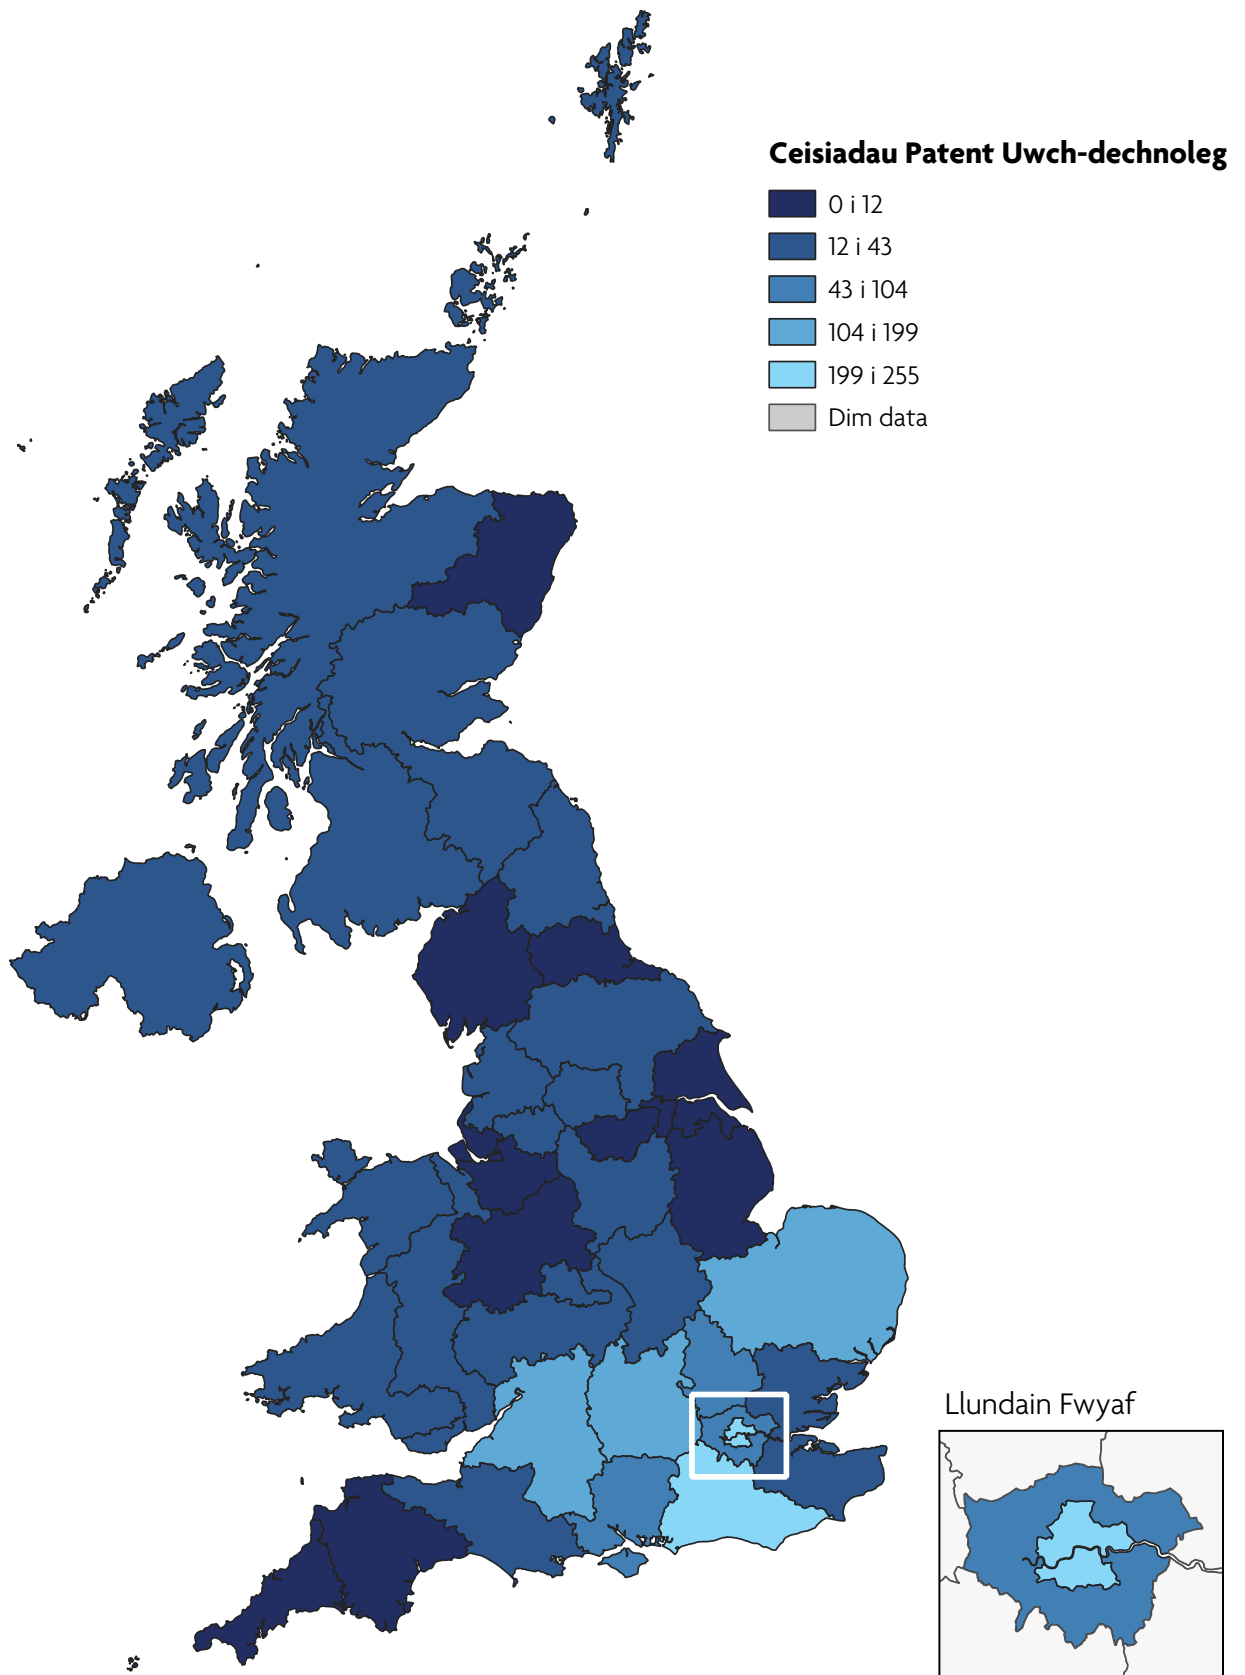 Ceisiadau Patent Uwch-dechnoleg
0 i 12
12 i 43
43 i 104
104 i 199
199 i 255
Dim data
Llundain Fwyaf